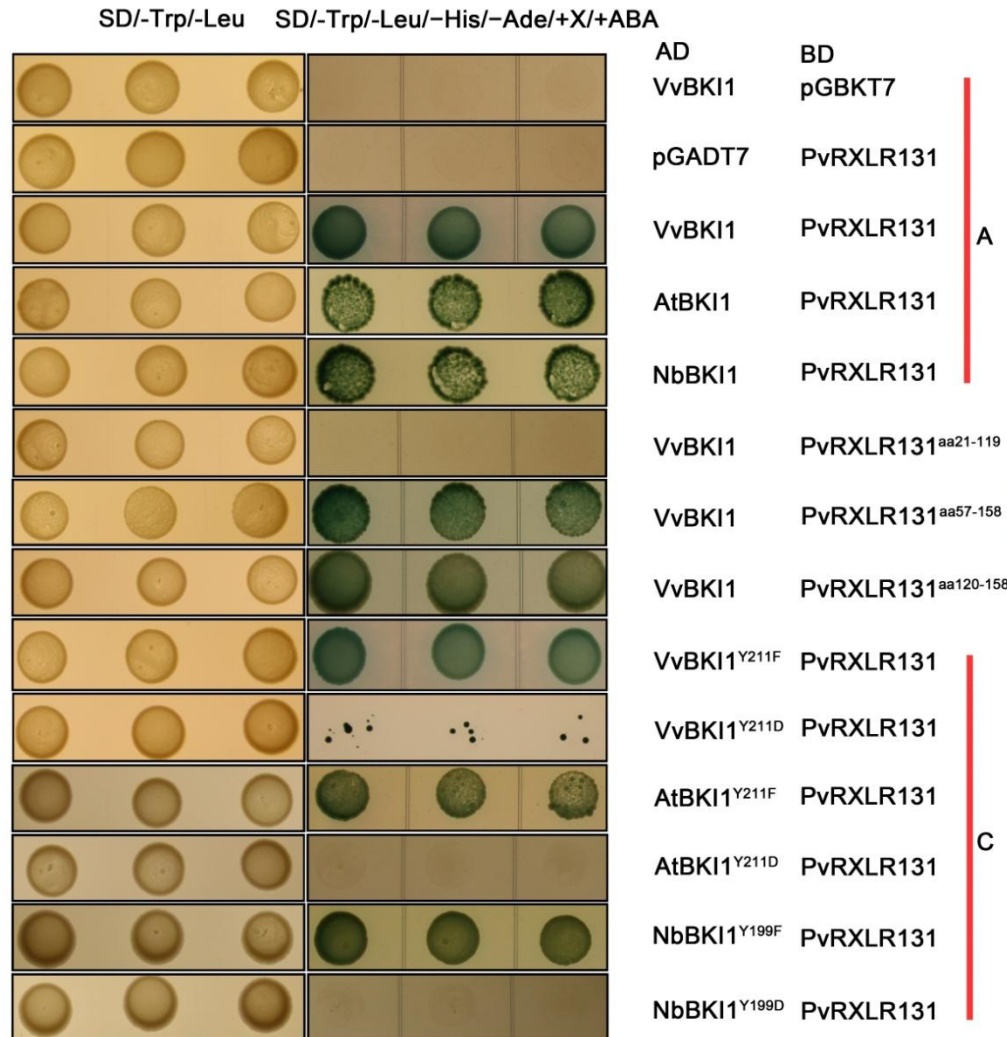 SD/-Trp/-Leu SD/-Trp/-Leu/−His/−Ade/+X/+ABA
AD BD
VvBKI1 pGBKT7
pGADT7 PvRXLR131
VvBKI1 PvRXLR131
A
AtBKI1 PvRXLR131
NbBKI1 PvRXLR131
VvBKI1 PvRXLR131aa21-119
VvBKI1 PvRXLR131aa57-158
VvBKI1 PvRXLR131aa120-158
VvBKI1Y211F PvRXLR131
VvBKI1Y211D PvRXLR131
AtBKI1Y211F PvRXLR131
C
AtBKI1Y211D PvRXLR131
NbBKI1Y199F PvRXLR131
NbBKI1Y199D PvRXLR131